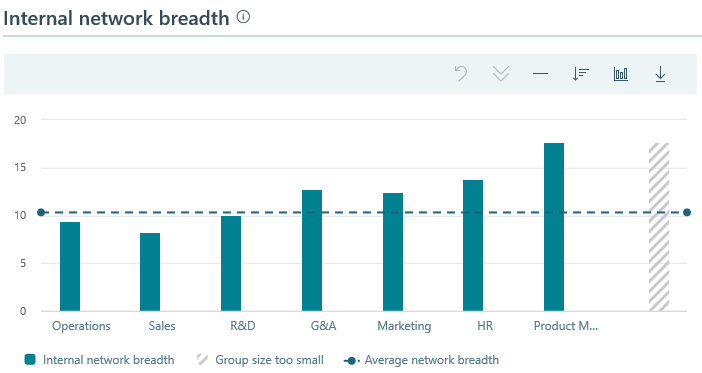 Internal network breadth
20
15
10
5
0
Operations Sales R&D G&A Marketing HR Product M...
Internal network breadth Group size too small Average network breadth